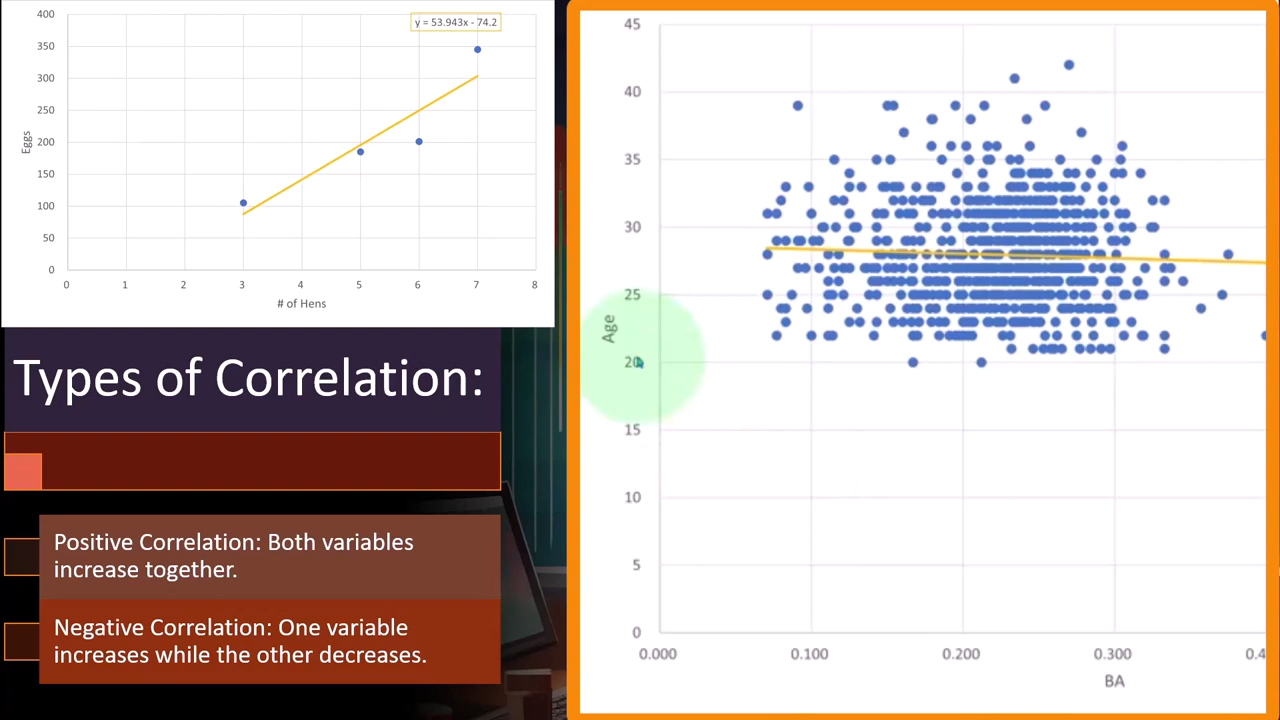 400
350
300
250
200
150
100
50
0
Eggs
y = 53.943x - 74.2
0 1 2 3 4 5 6 7 8
# of Hens
Types of Correlation:
Positive Correlation: Both variables
increase together.
Negative Correlation: One variable
increases while the other decreases.
45
40
35
30
25
20
15
10
5
0
Age
0.000 0.100 0.200 0.300 0.4
BA